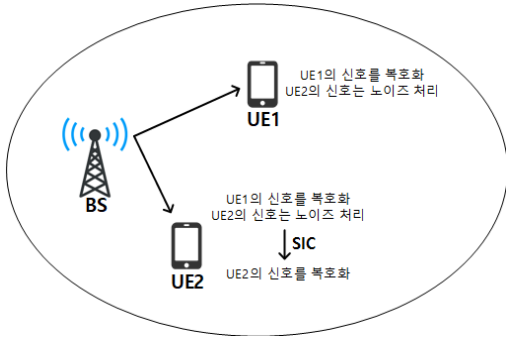 UE1의 신호를 복호화
UE2의 신호는 노이즈 처리
UE1
BS
UE1의 신호를 복호화
UE2의 신호는 노이즈 처리
SIC
UE2의 신호를 복호화
UE2